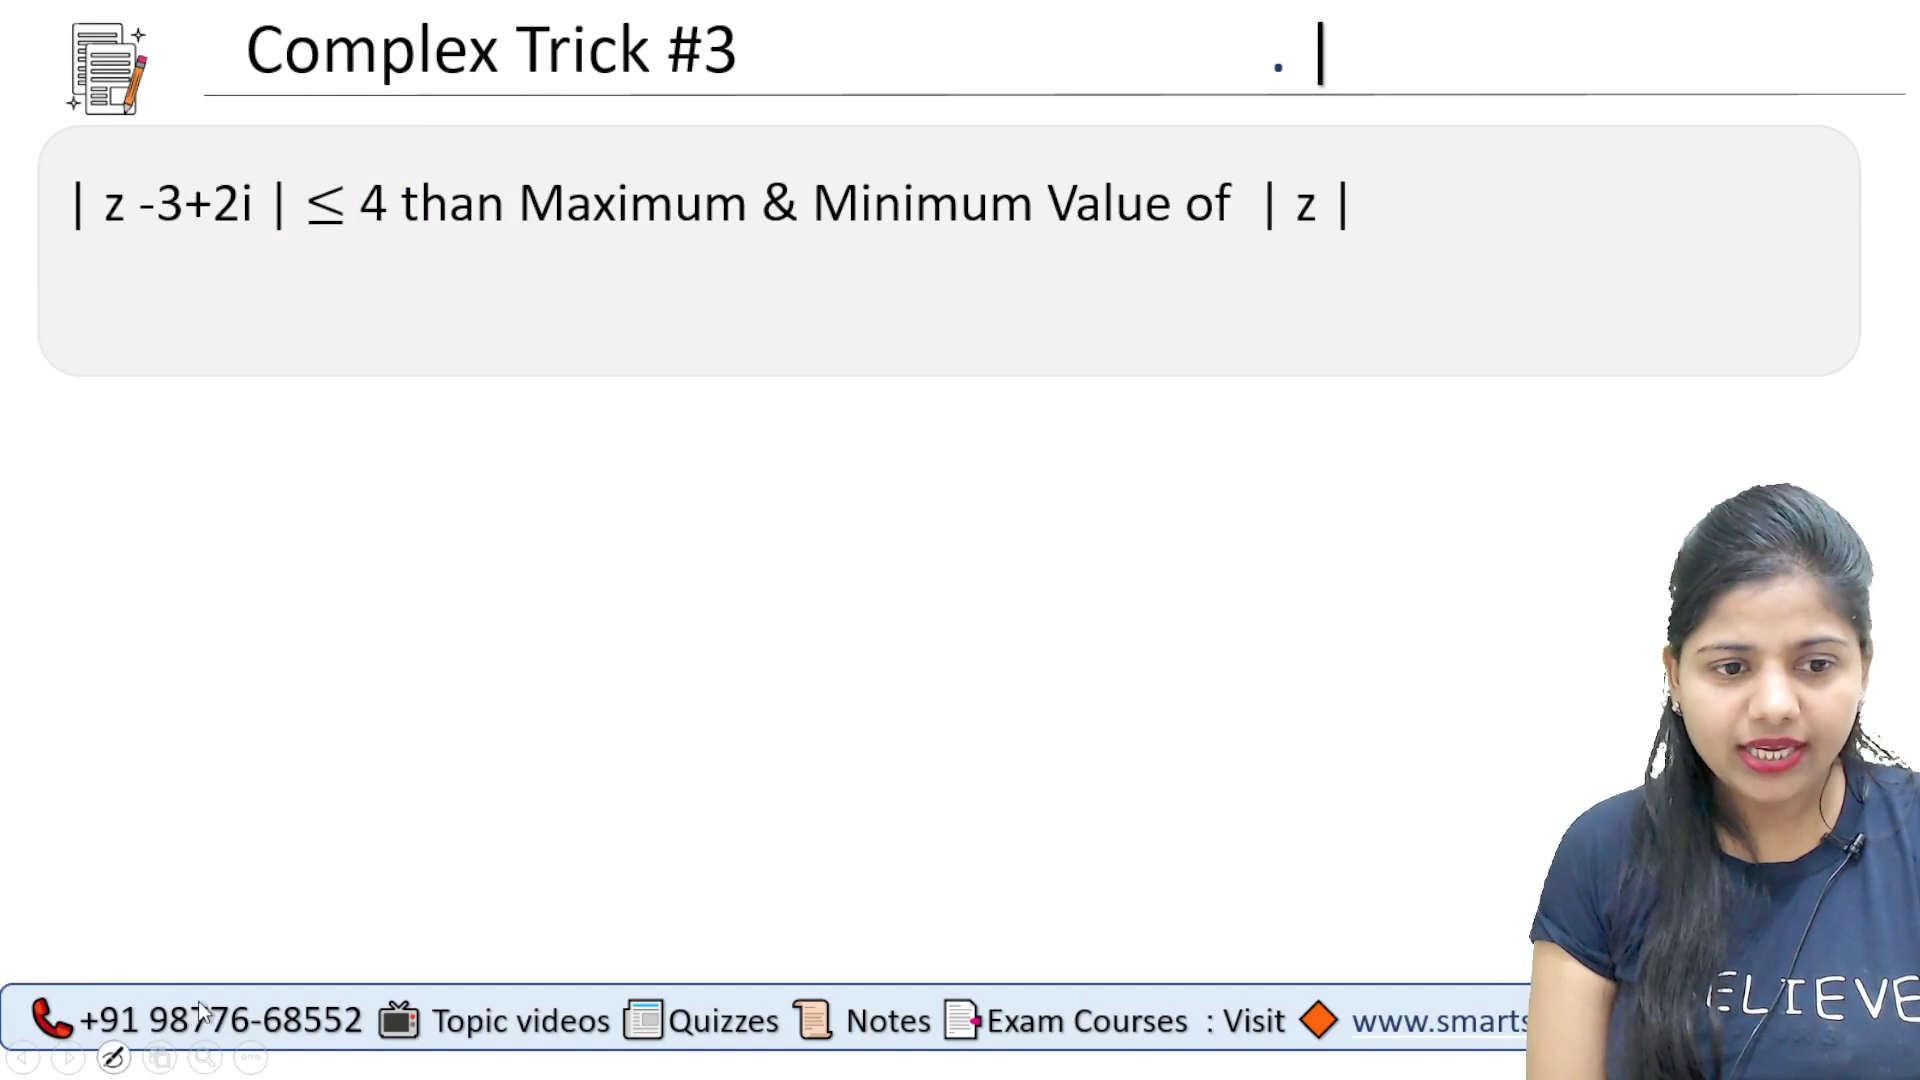 Complex Trick #3
| z -3+2i | ≤ 4 than Maximum & Minimum Value of | z |
+91 98776-68552 Topic videos Quizzes Notes Exam Courses : Visit www.smarts
ELIEVE